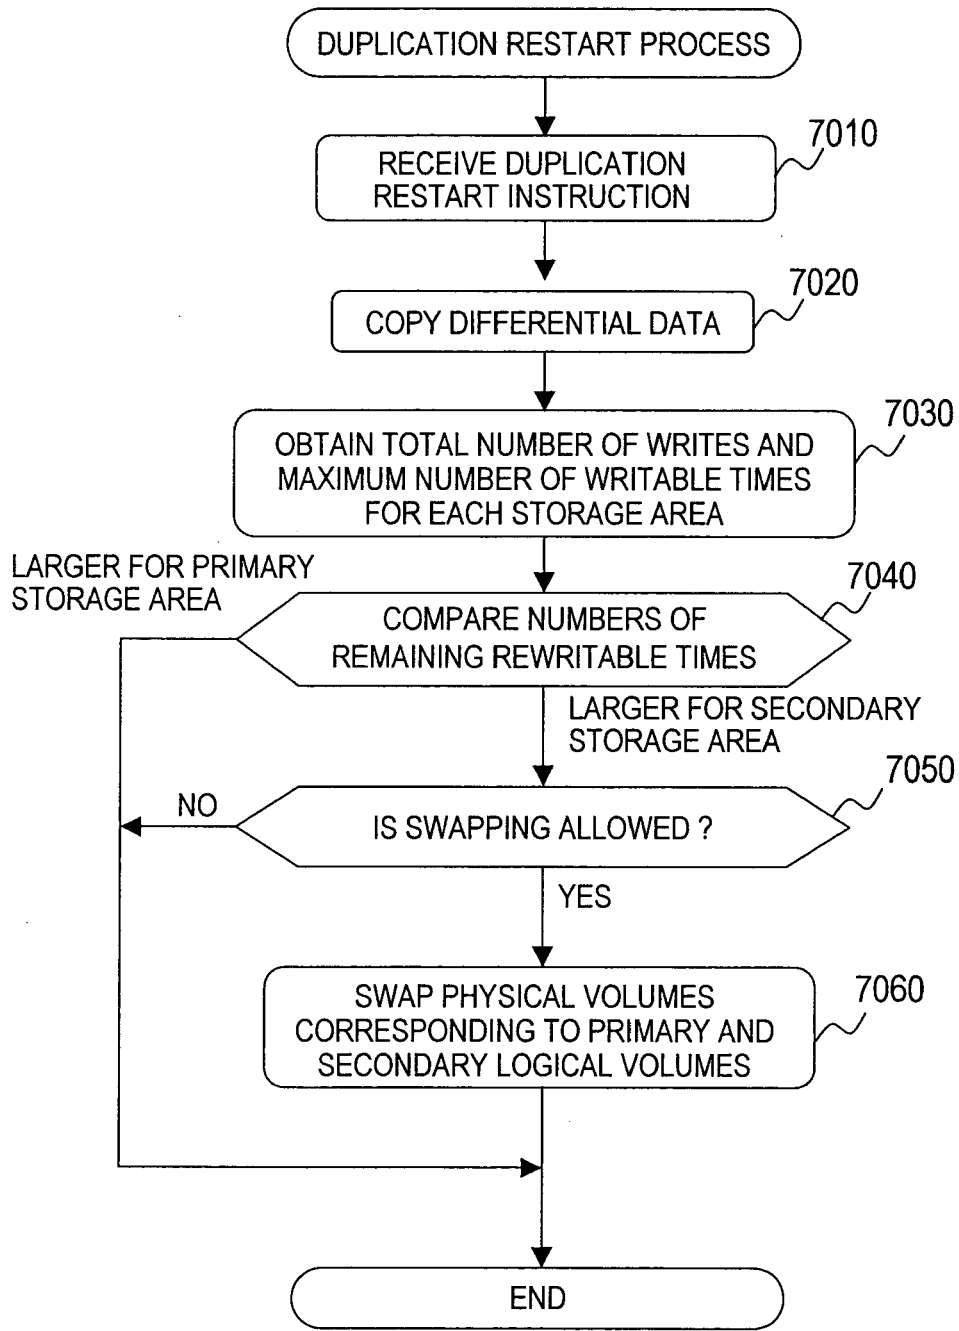 DUPLICATION RESTART PROCESS
7010
RECEIVE DUPLICATION
RESTART INSTRUCTION
7020
COPY DIFFERENTIAL DATA
7030
OBTAIN TOTAL NUMBER OF WRITES AND
MAXIMUM NUMBER OF WRITABLE TIMES
FOR EACH STORAGE AREA
LARGER FOR PRIMARY
STORAGE AREA
7040
COMPARE NUMBERS OF
REMAINING REWRITABLE TIMES
LARGER FOR SECONDARY
STORAGE AREA
7050
NO
IS SWAPPING ALLOWED ?
YES
7060
SWAP PHYSICAL VOLUMES
CORRESPONDING TO PRIMARY AND
SECONDARY LOGICAL VOLUMES
END